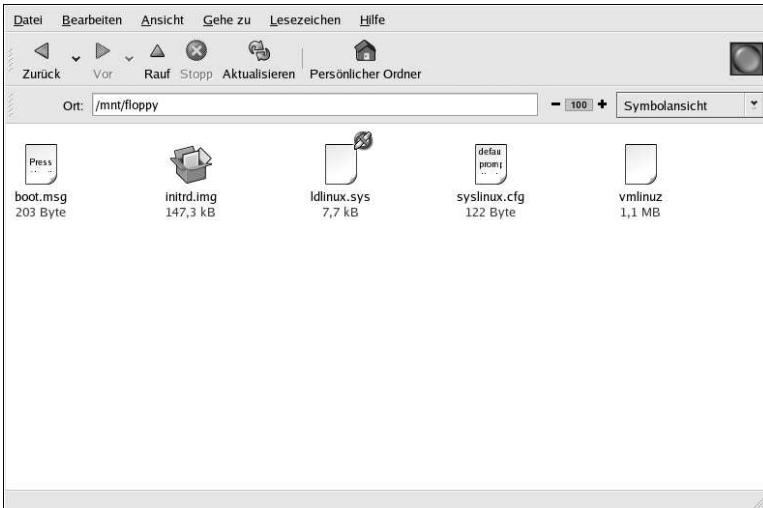 Datei Bearbeiten Ansicht Gehe zu Lesezeichen Hilfe
Zurück Vor Rauf Stopp Aktualisieren Persönlicher Ordner
Ort: /mnt/floppy 100 Symbolansicht
Press defau
promp
boot.msg initrd.img ldlinux.sys syslinux.cfg vmlinuz
203 Byte 147,3 kB 7,7 kB 122 Byte 1,1 MB